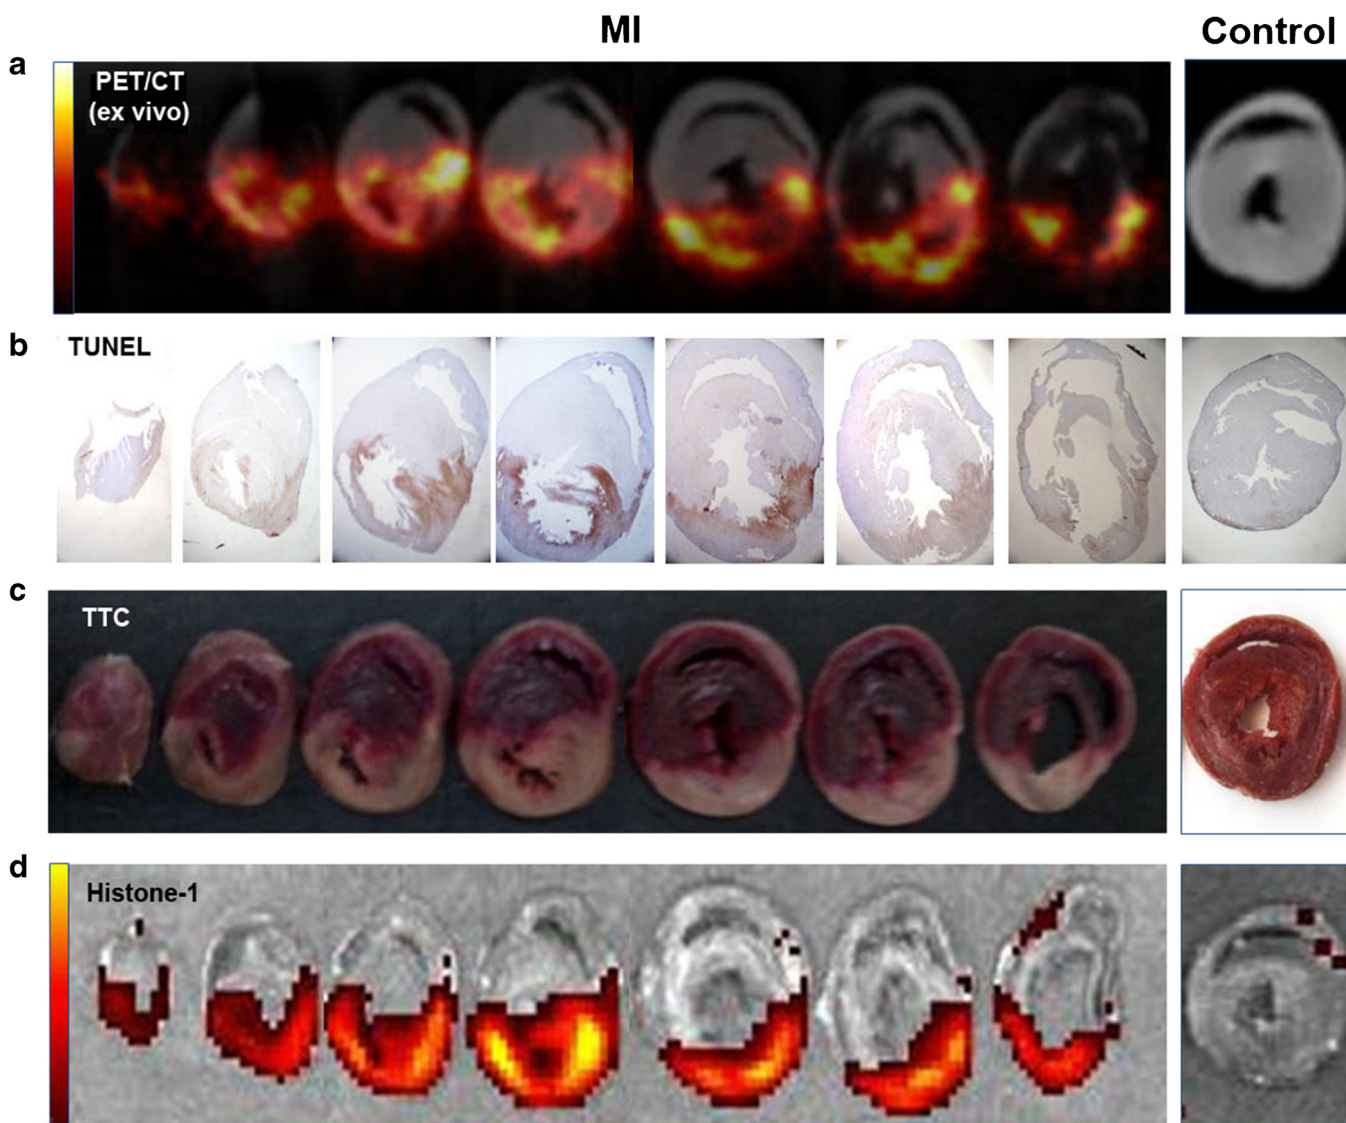 MI
Control
a
PET/CT
(ex vivo)
b
TUNEL
c
TTC
d
Histone-1